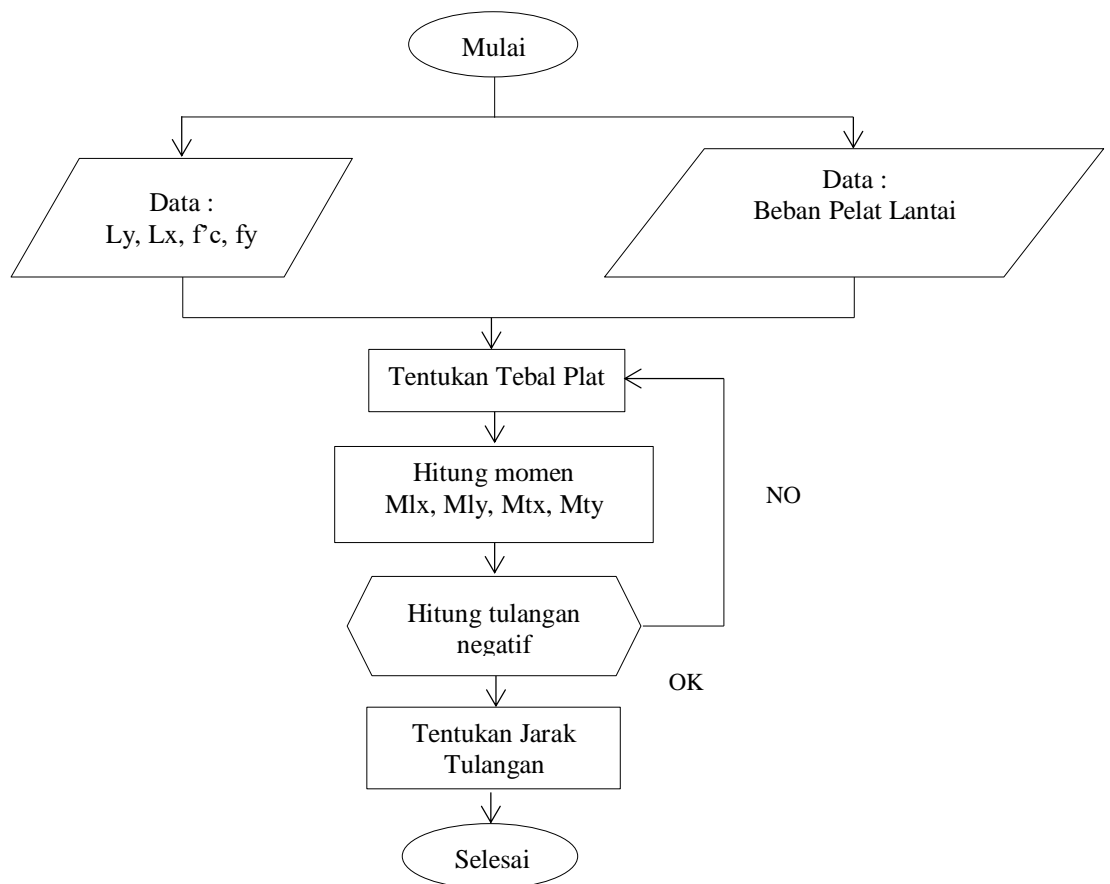 Mulai
Data :
Ly, Lx, f’c, fy
Data :
Beban Pelat Lantai
Tentukan Tebal Plat
Hitung momen
Mlx, Mly, Mtx, Mty
NO
Hitung tulangan
negatif
OK
Tentukan Jarak
Tulangan
Selesai